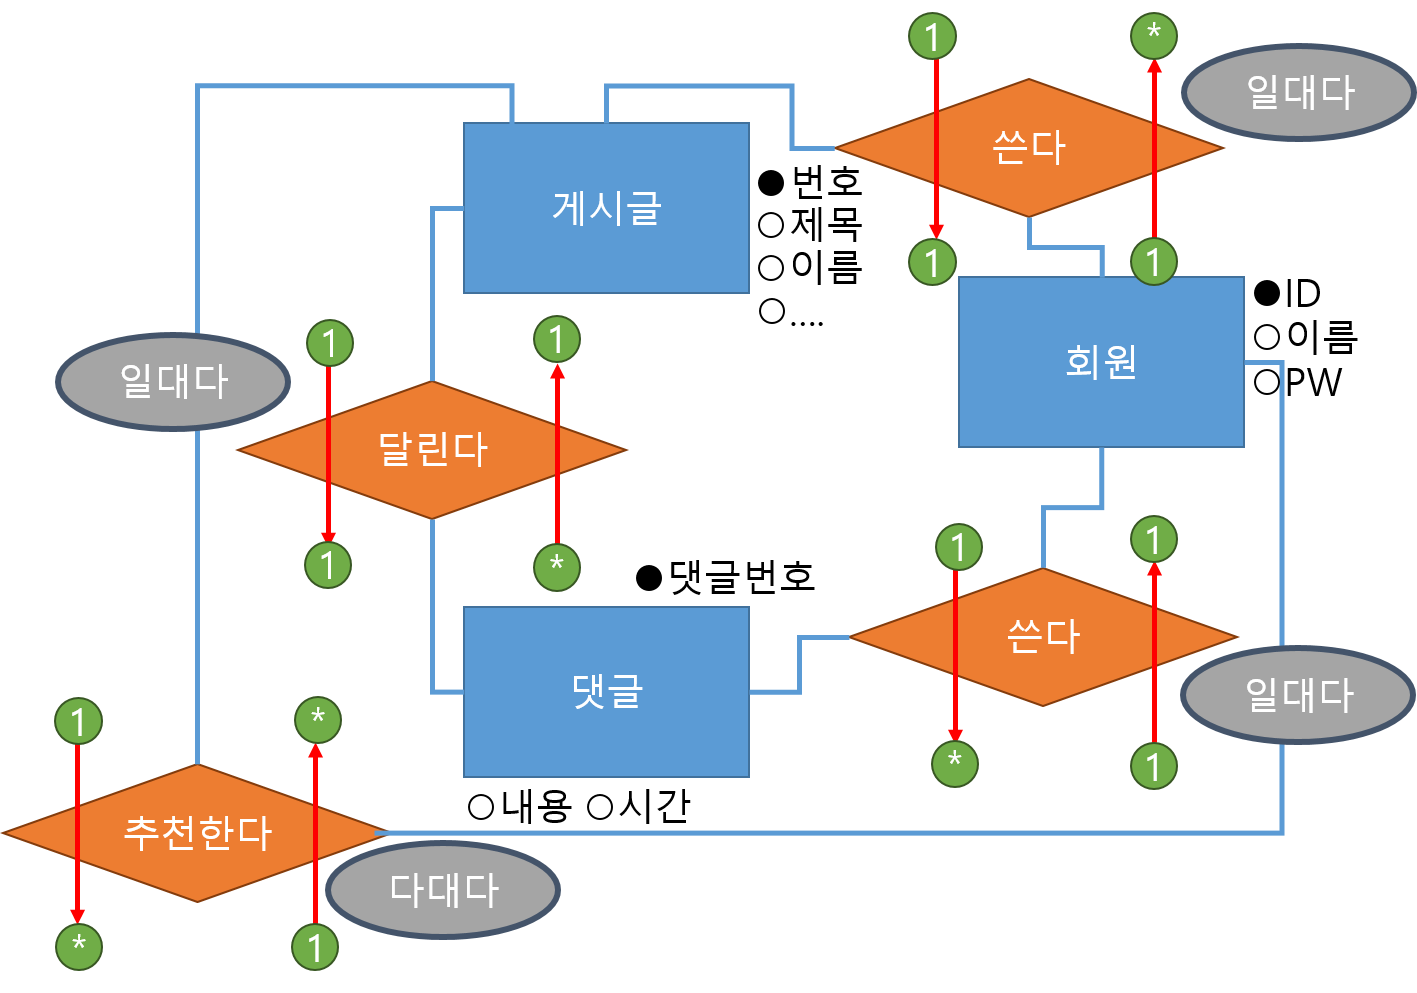 1
*
일대다
쓴다
게시글
●번호
○제목
○이름
○....
1
1
●ID
○이름
○PW
회원
일대다
1
1
달린다
1
*
1
1
●댓글번호
쓴다
댓글
일대다
*
1
1
*
○내용 ○시간
추천한다
다대다
*
1